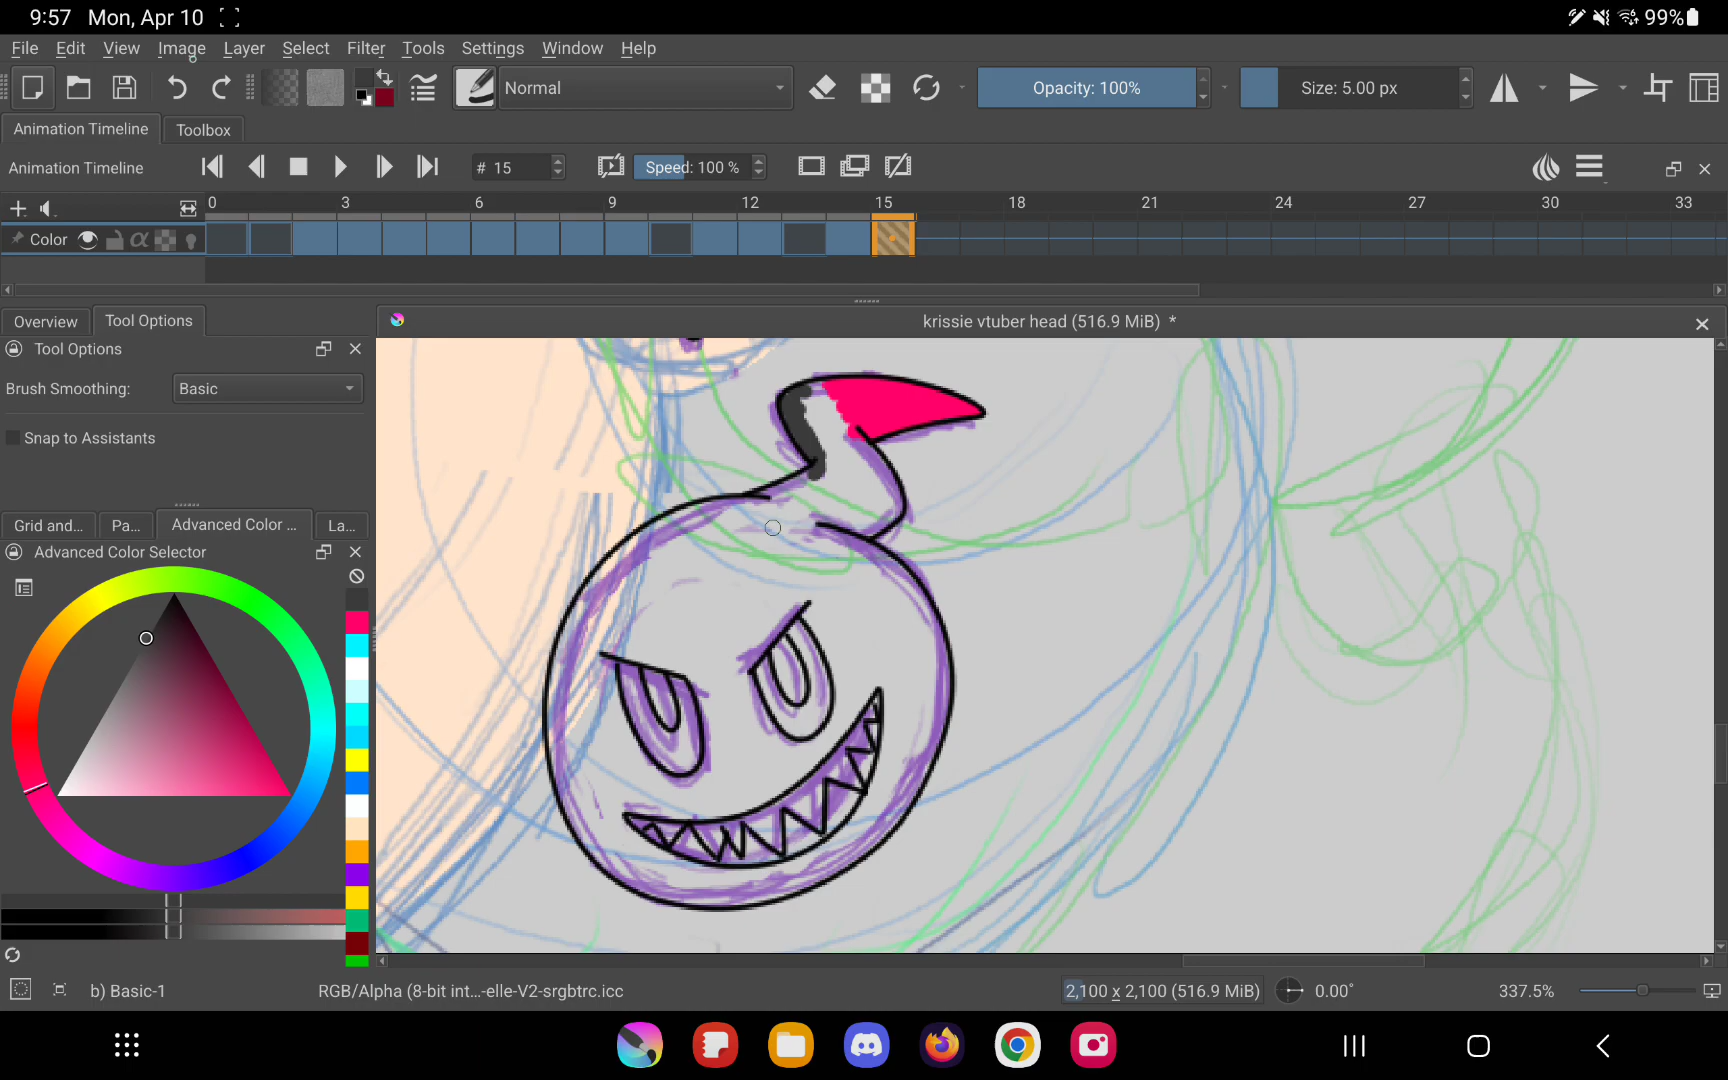 9:57 Mon, Apr 10 99%
File Edit View Image Layer Select Filter Tools Settings Window Help
Normal Opacity: 100% Size: 5.00 px
Animation Timeline Toolbox
Animation Timeline # 15 Speed: 100 %
0 3 6 9 12 15 18 21 24 27 30 33
Color α
Overview Tool Options krissie vtuber head (516.9 MiB) *
Tool Options
Brush Smoothing: Basic
Snap to Assistants
Grid and... Pa... Advanced Color ... La...
Advanced Color Selector
b) Basic-1 RGB/Alpha (8-bit int...-elle-V2-srgbtrc.icc 2,100 x 2,100 (516.9 MiB) 0.00° 337.5%